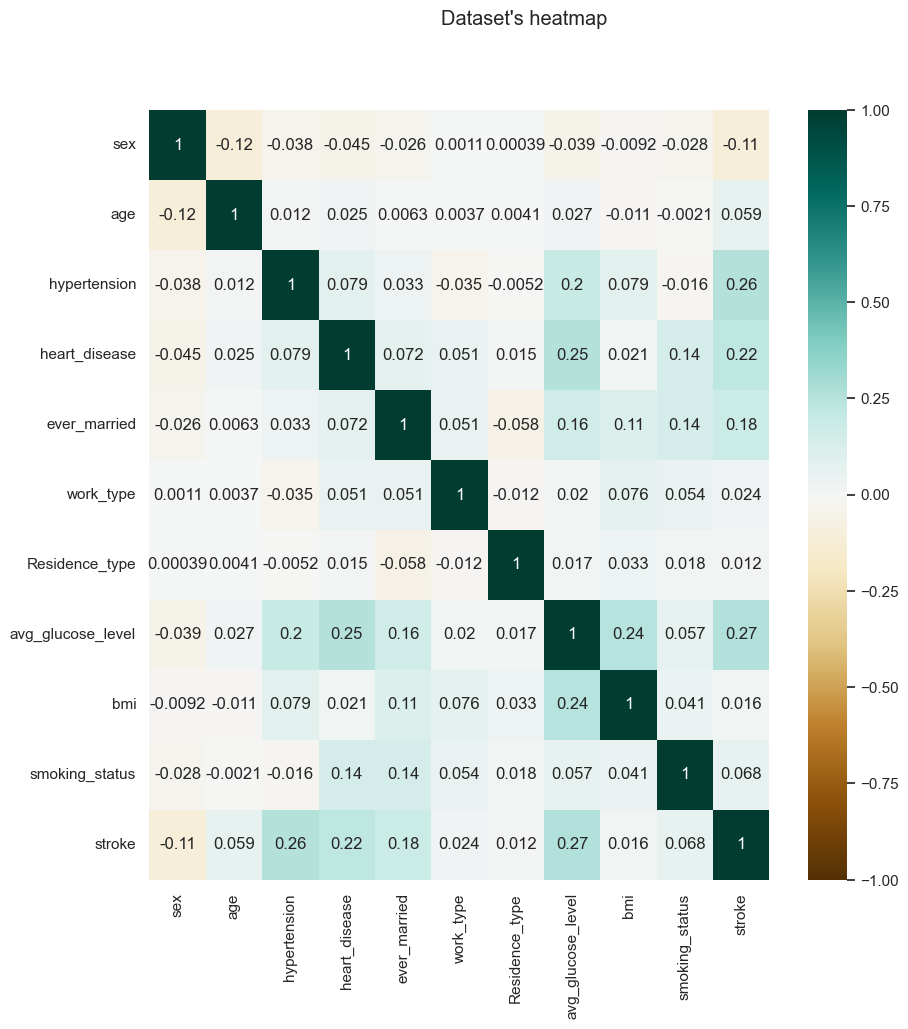 Dataset's heatmap
sex 1 -0.12 -0.038 -0.045 -0.026 0.0011 0.00039 -0.039 -0.0092 -0.028 -0.11
age -0.12 1 0.012 0.025 0.0063 0.0037 0.0041 0.027 -0.011 -0.0021 0.059
hypertension -0.038 0.012 1 0.079 0.033 -0.035 -0.0052 0.2 0.079 -0.016 0.26
heart_disease -0.045 0.025 0.079 1 0.072 0.051 0.015 0.25 0.021 0.14 0.22
ever_married -0.026 0.0063 0.033 0.072 1 0.051 -0.058 0.16 0.11 0.14 0.18
work_type 0.0011 0.0037 -0.035 0.051 0.051 1 -0.012 0.02 0.076 0.054 0.024
Residence_type 0.00039 0.0041 -0.0052 0.015 -0.058 -0.012 1 0.017 0.033 0.018 0.012
avg_glucose_level -0.039 0.027 0.2 0.25 0.16 0.02 0.017 1 0.24 0.057 0.27
bmi -0.0092 -0.011 0.079 0.021 0.11 0.076 0.033 0.24 1 0.041 0.016
smoking_status -0.028 -0.0021 -0.016 0.14 0.14 0.054 0.018 0.057 0.041 1 0.068
stroke -0.11 0.059 0.26 0.22 0.18 0.024 0.012 0.27 0.016 0.068 1
sex
age
hypertension
heart_disease
ever_married
work_type
Residence_type
avg_glucose_level
bmi
smoking_status
stroke
1.00
0.75
0.50
0.25
0.00
−0.25
−0.50
−0.75
−1.00